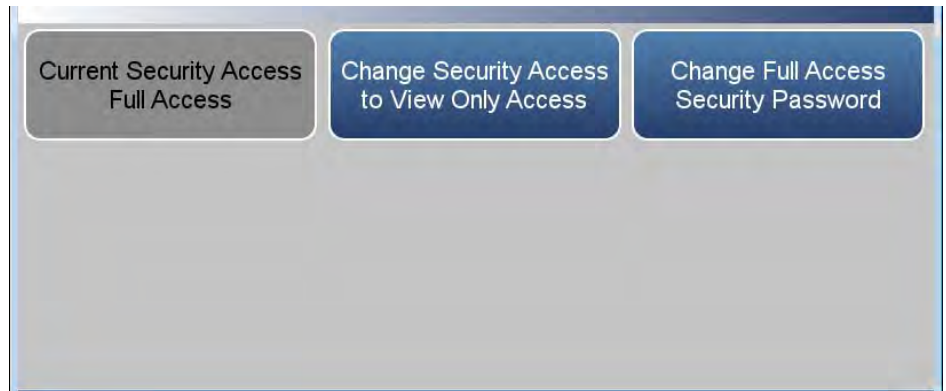 Current Security Access
Full Access
Change Security Access
to View Only Access
Change Full Access
Security Password